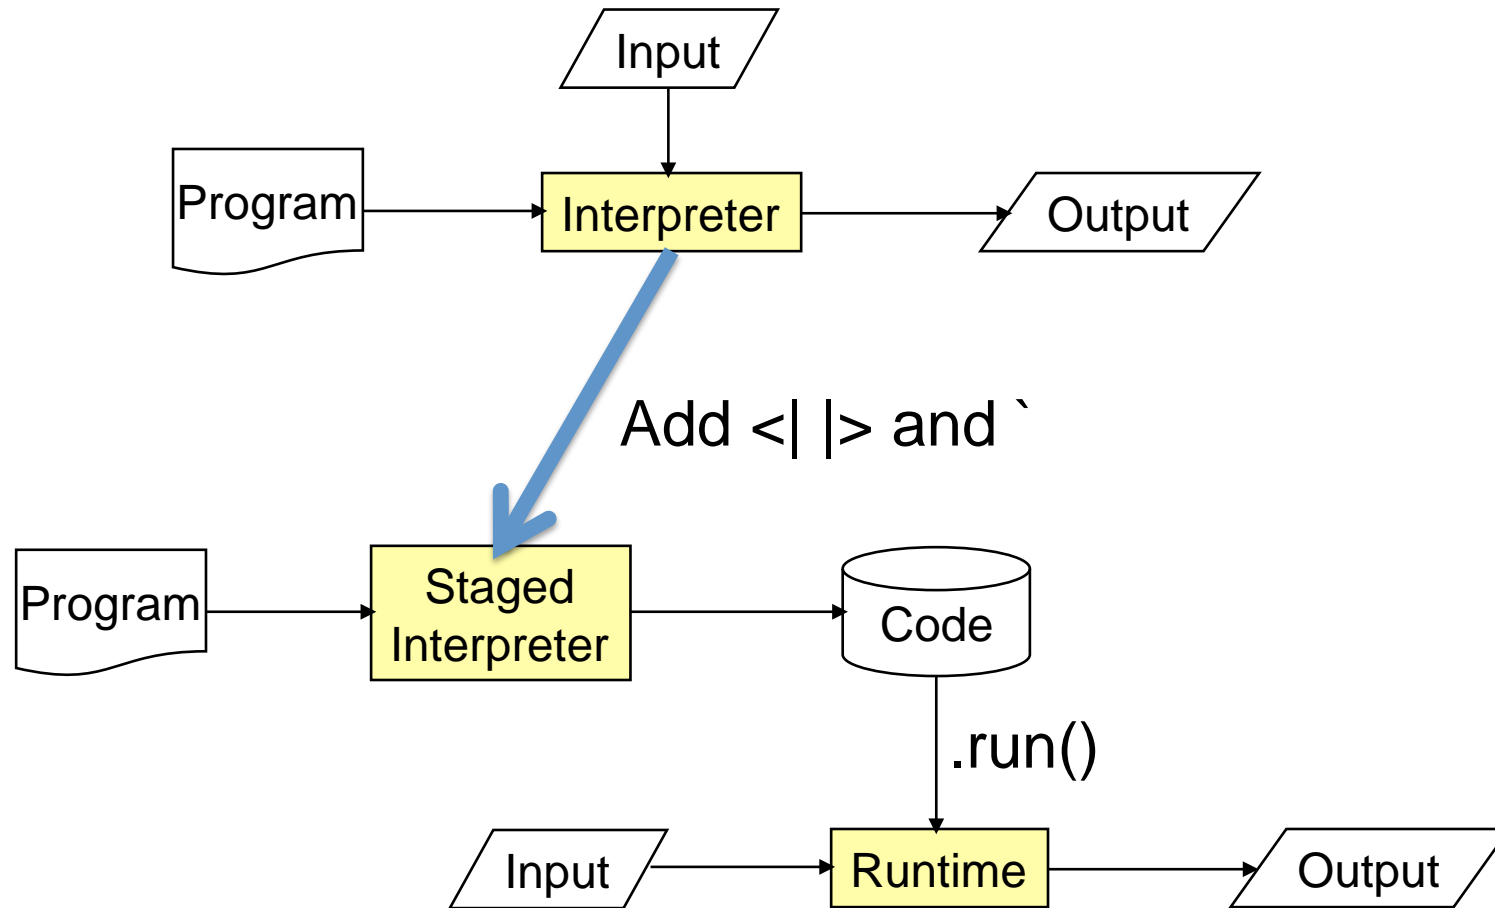 Input
Program
Interpreter
Output
Add <| |> and `
Program
Staged
Interpreter
Code
.run()
Input
Runtime
Output